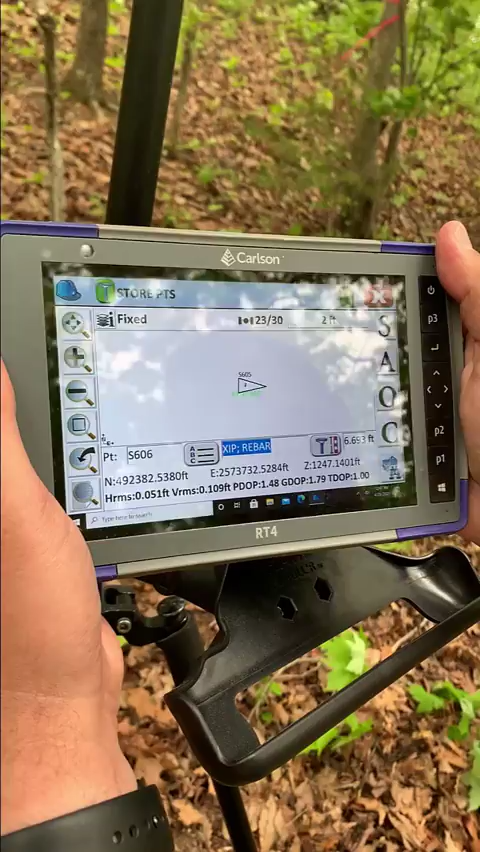 Carlson
STORE PTS
Fixed 23/30 2 ft
S
A
O
C
S605
Pt: S606 ABC XIP; REBAR T 6.693 ft
N:492382.5380ft E:2573732.5284ft Z:1247.1401ft
Hrms:0.051ft Vrms:0.109ft PDOP:1.48 GDOP:1.79 TDOP:1.00
Type here to search
RT4
p3
p2
p1